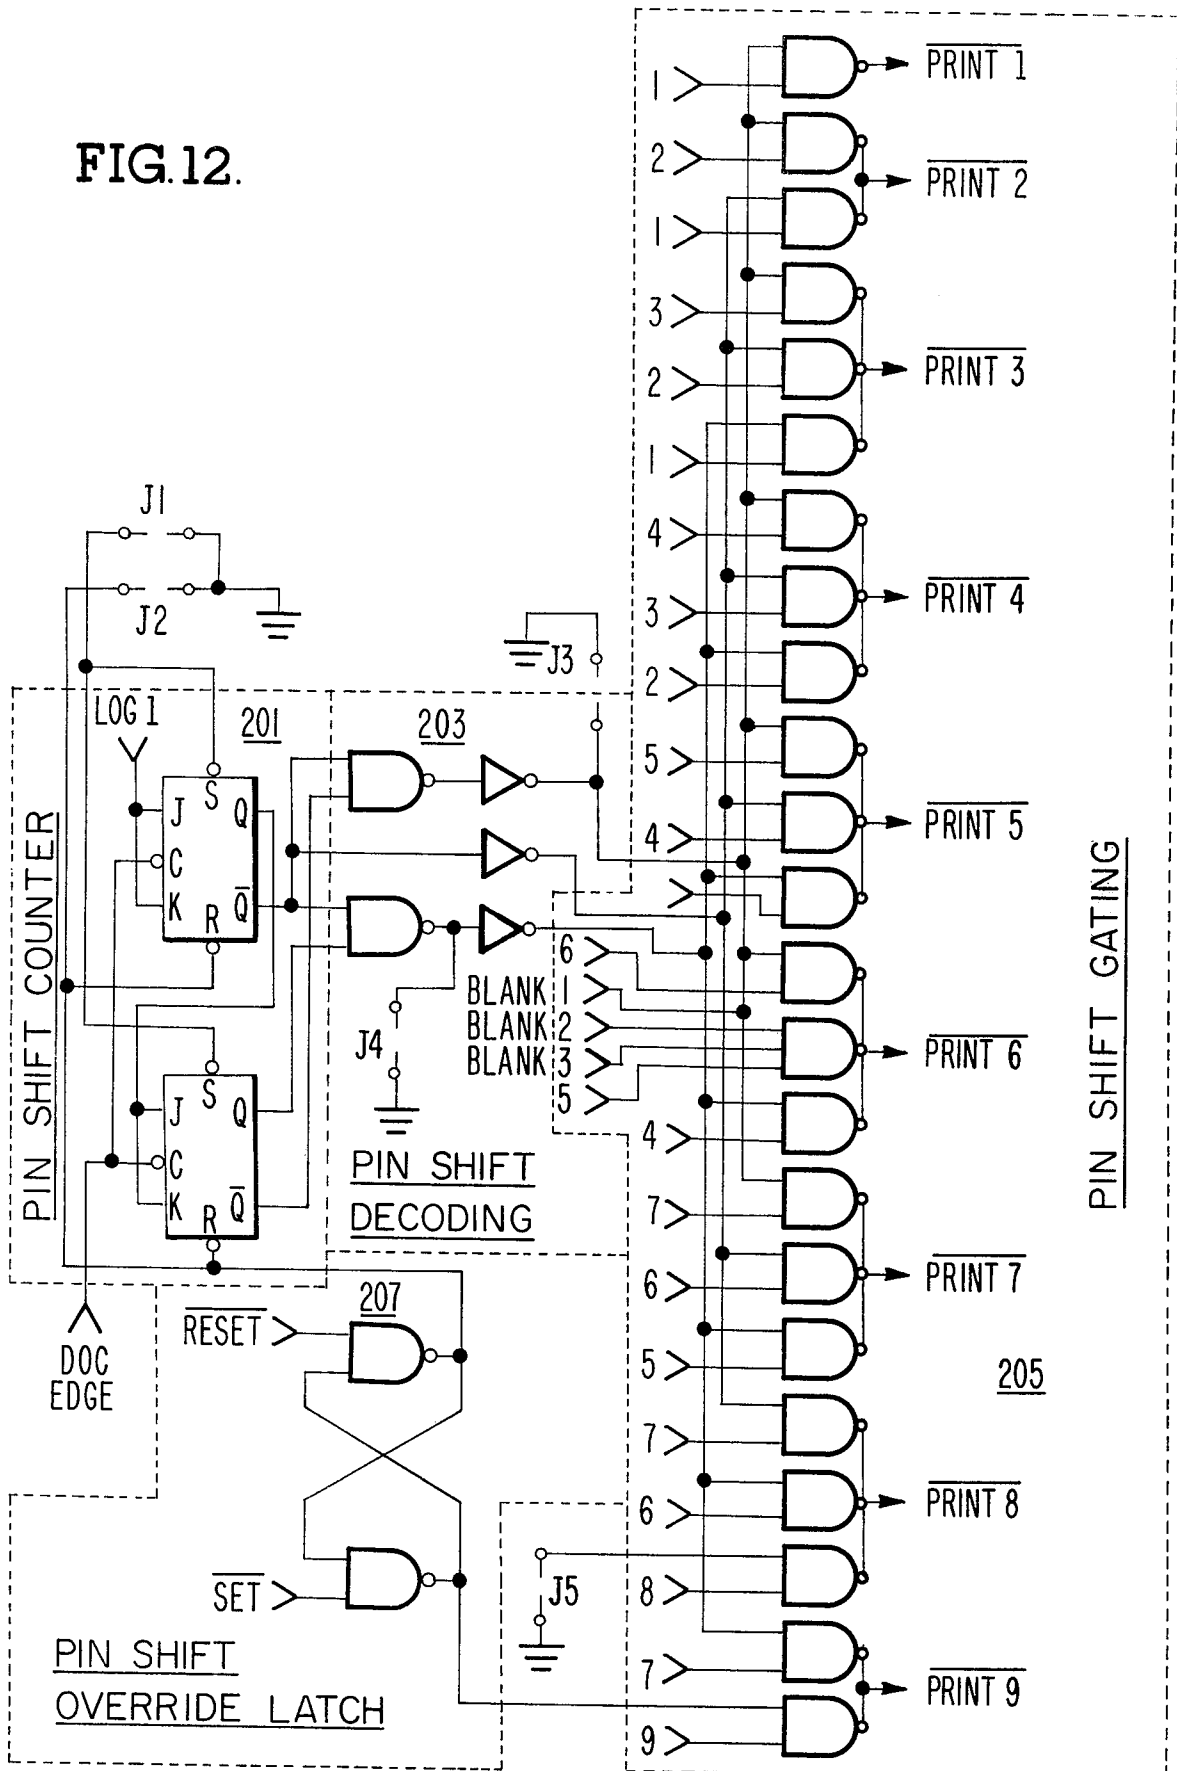 FIG. 12.
1
PRINT 1
2
PRINT 2
1
3
2
PRINT 3
1
4
3
PRINT 4
2
5
4
PRINT 5
6
BLANK 1
BLANK 2
BLANK 3
5
PRINT 6
4
7
6
PRINT 7
5
7
6
PRINT 8
8
7
PRINT 9
9
205
PIN SHIFT GATING
J1
J2
J3
LOG 1
201
203
J
S
Q
C
K
R
Q
J
S
Q
C
K
R
Q
PIN SHIFT COUNTER
J4
PIN SHIFT
DECODING
DOC
EDGE
RESET
207
SET
J5
PIN SHIFT
OVERRIDE LATCH